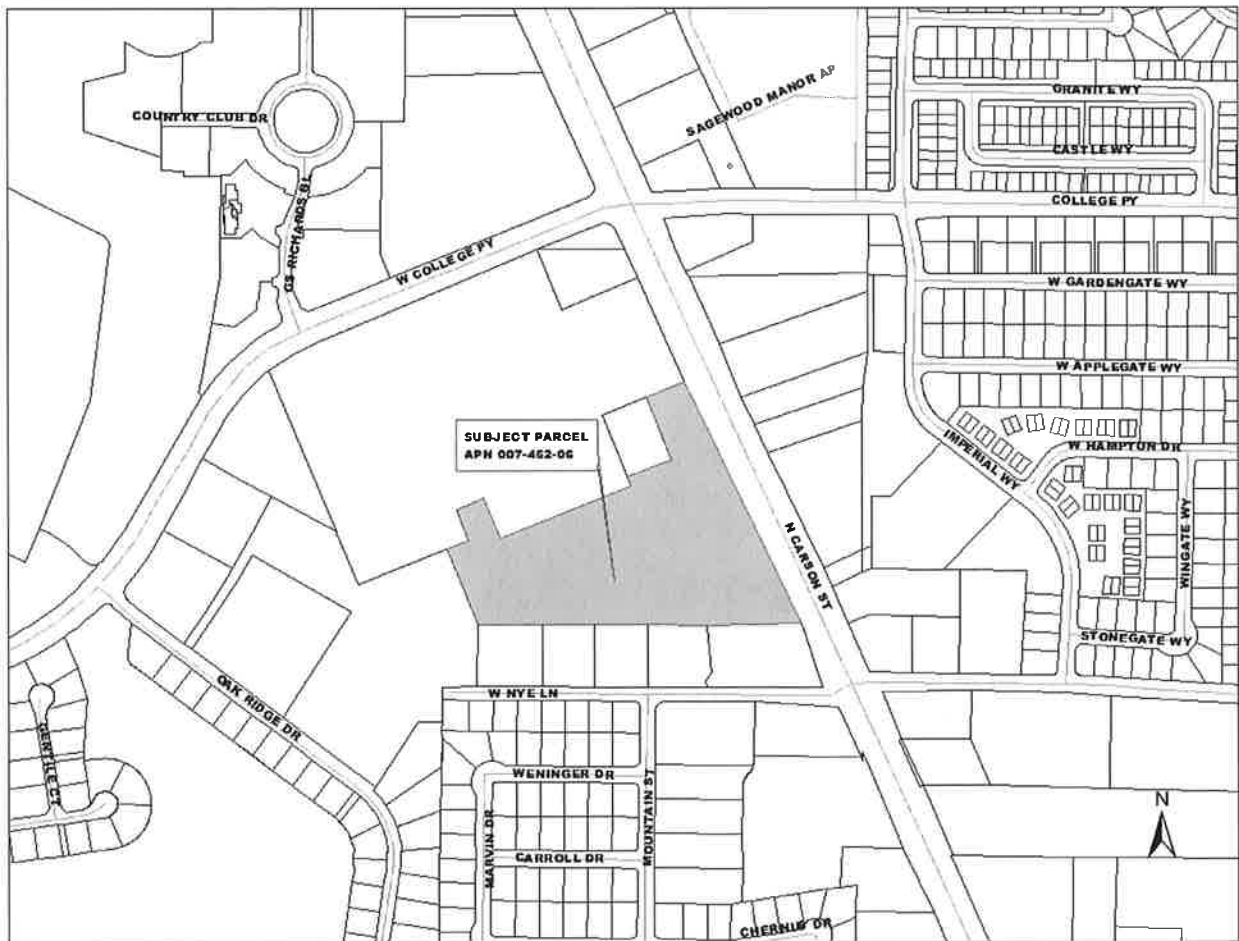 COUNTRY CLUB DR
GS RICHARDS BL
W COLLEGE PY
SAGEWOOD MANOR AP
GRANITE WY
CASTLE WY
COLLEGE PY
W GARDENGATE WY
W APPLEGATE WY
SUBJECT PARCEL
APN 007-462-06
IMPERIAL WY
W HAMPTON DR
WINGATE WY
N CARSON ST
STONEGATE WY
OAK RIDGE DR
GENTILE CT
W NYE LN
WENINGER DR
MARVIN DR
MOUNTAIN ST
CARROLL DR
CHERNUS DR
N